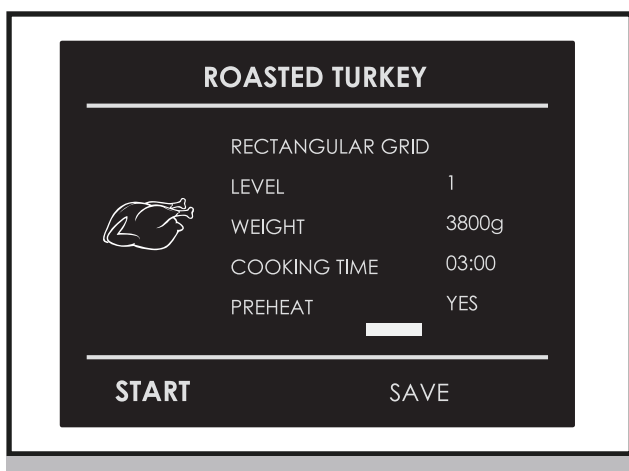 ROASTED TURKEY
RECTANGULAR GRID
LEVEL 1
WEIGHT 3800g
COOKING TIME 03:00
PREHEAT YES
START SAVE